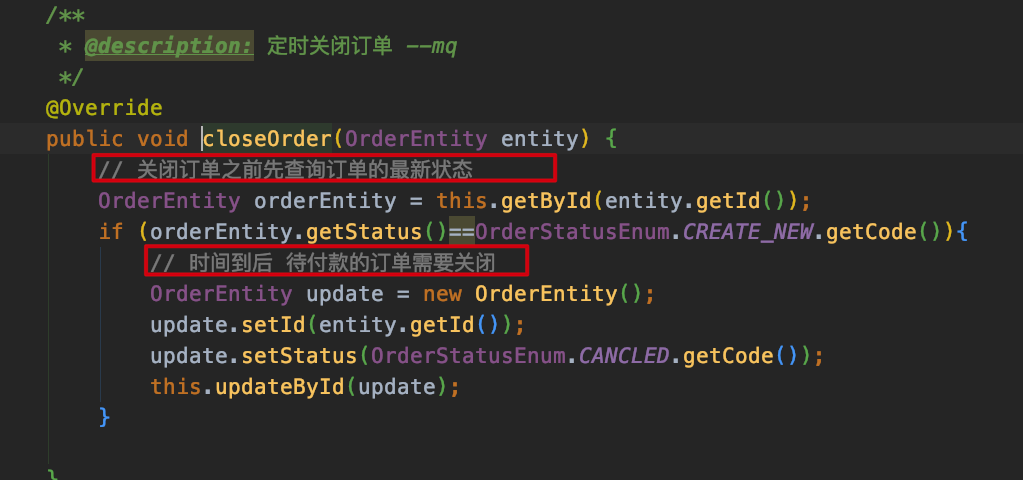 /**
* @description: 定时关闭订单 --mq
*/
@Override
public void closeOrder(OrderEntity entity) {
// 关闭订单之前先查询订单的最新状态
OrderEntity orderEntity = this.getById(entity.getId());
if (orderEntity.getStatus()==OrderStatusEnum.CREATE_NEW.getCode()){
// 时间到后 待付款的订单需要关闭
OrderEntity update = new OrderEntity();
update.setId(entity.getId());
update.setStatus(OrderStatusEnum.CANCLED.getCode());
this.updateById(update);
}
}